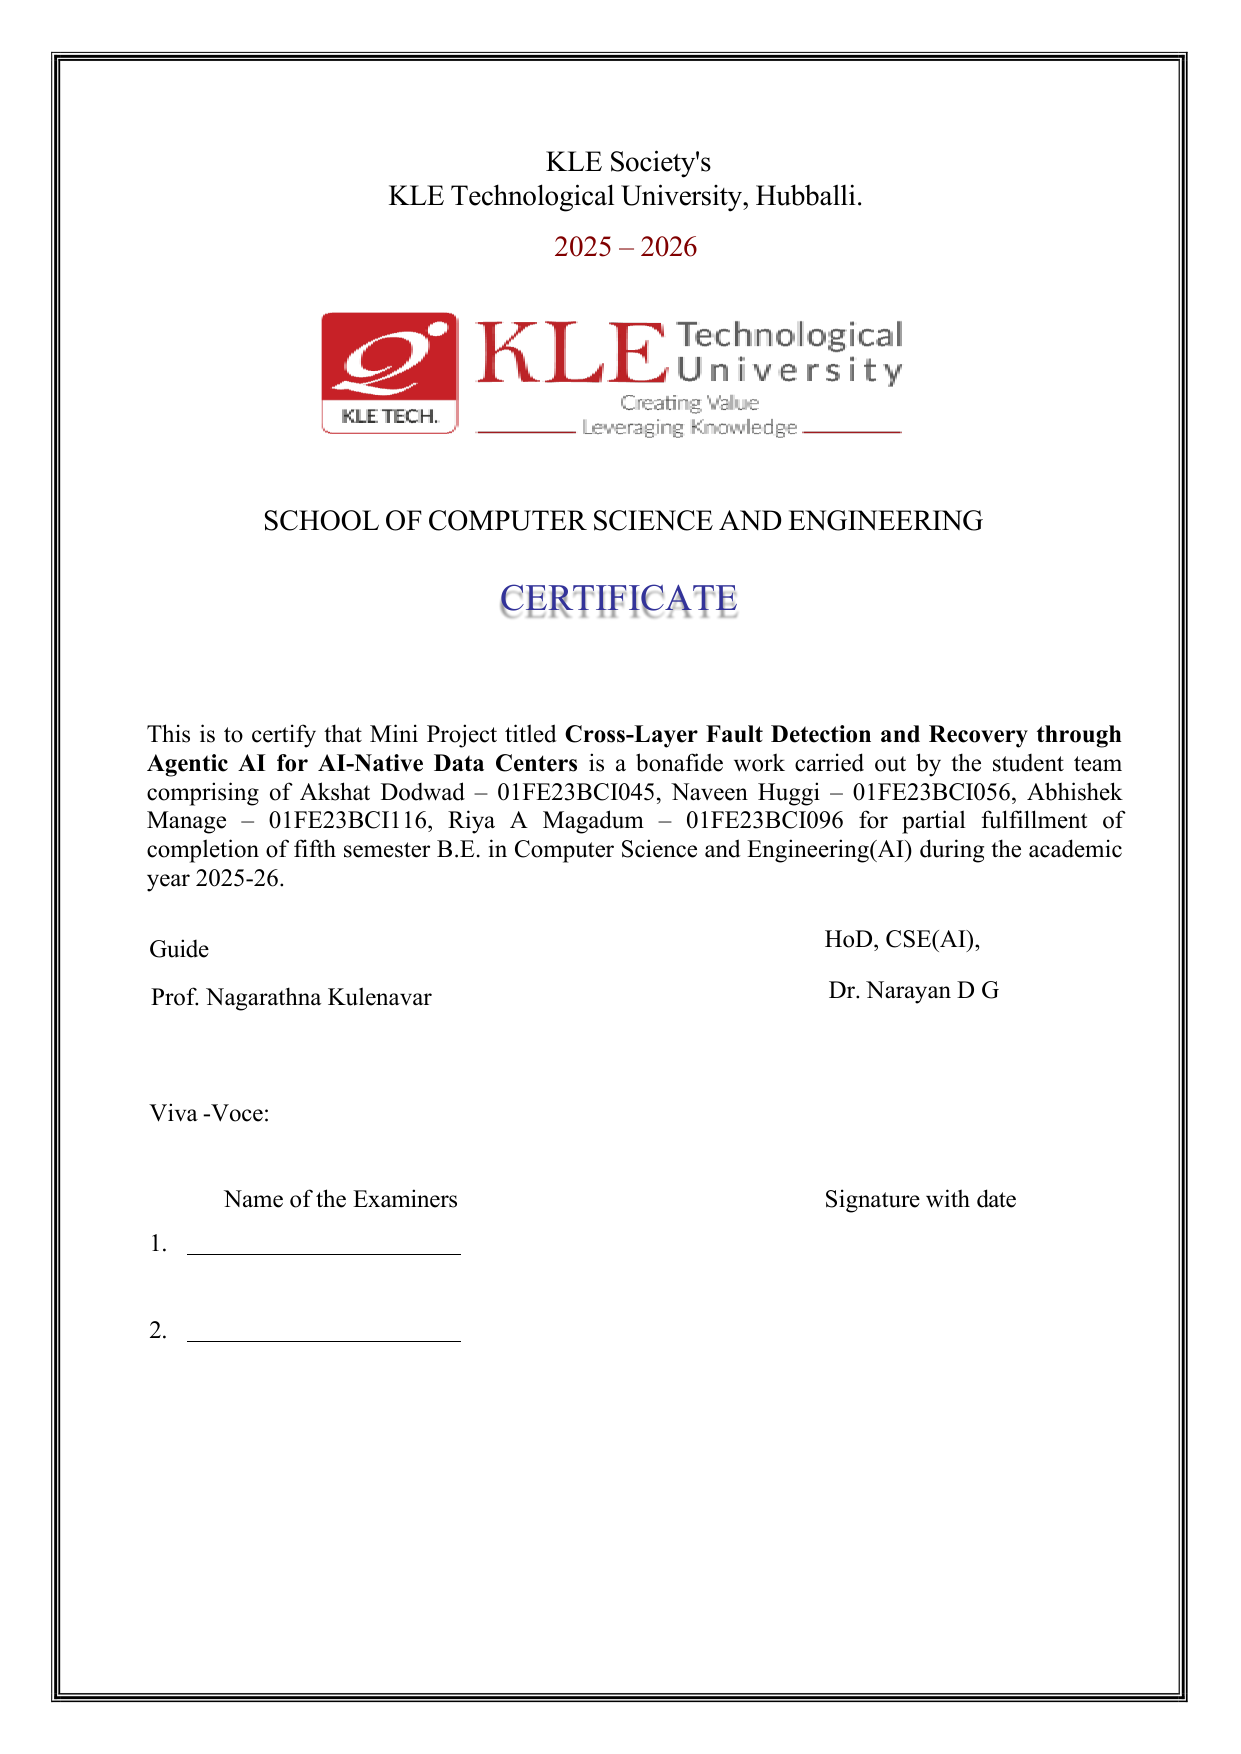 KLE Society's
KLE Technological University, Hubballi.
2025 – 2026
KLE Technological
University
KLE TECH.
Creating Value
Leveraging Knowledge
SCHOOL OF COMPUTER SCIENCE AND ENGINEERING
CERTIFICATE
This is to certify that Mini Project titled Cross-Layer Fault Detection and Recovery through
Agentic AI for AI-Native Data Centers is a bonafide work carried out by the student team
comprising of Akshat Dodwad – 01FE23BCI045, Naveen Huggi – 01FE23BCI056, Abhishek
Manage – 01FE23BCI116, Riya A Magadum – 01FE23BCI096 for partial fulfillment of
completion of fifth semester B.E. in Computer Science and Engineering(AI) during the academic
year 2025-26.
Guide
HoD, CSE(AI),
Prof. Nagarathna Kulenavar
Dr. Narayan D G
Viva -Voce:
Name of the Examiners
Signature with date
1.
2.